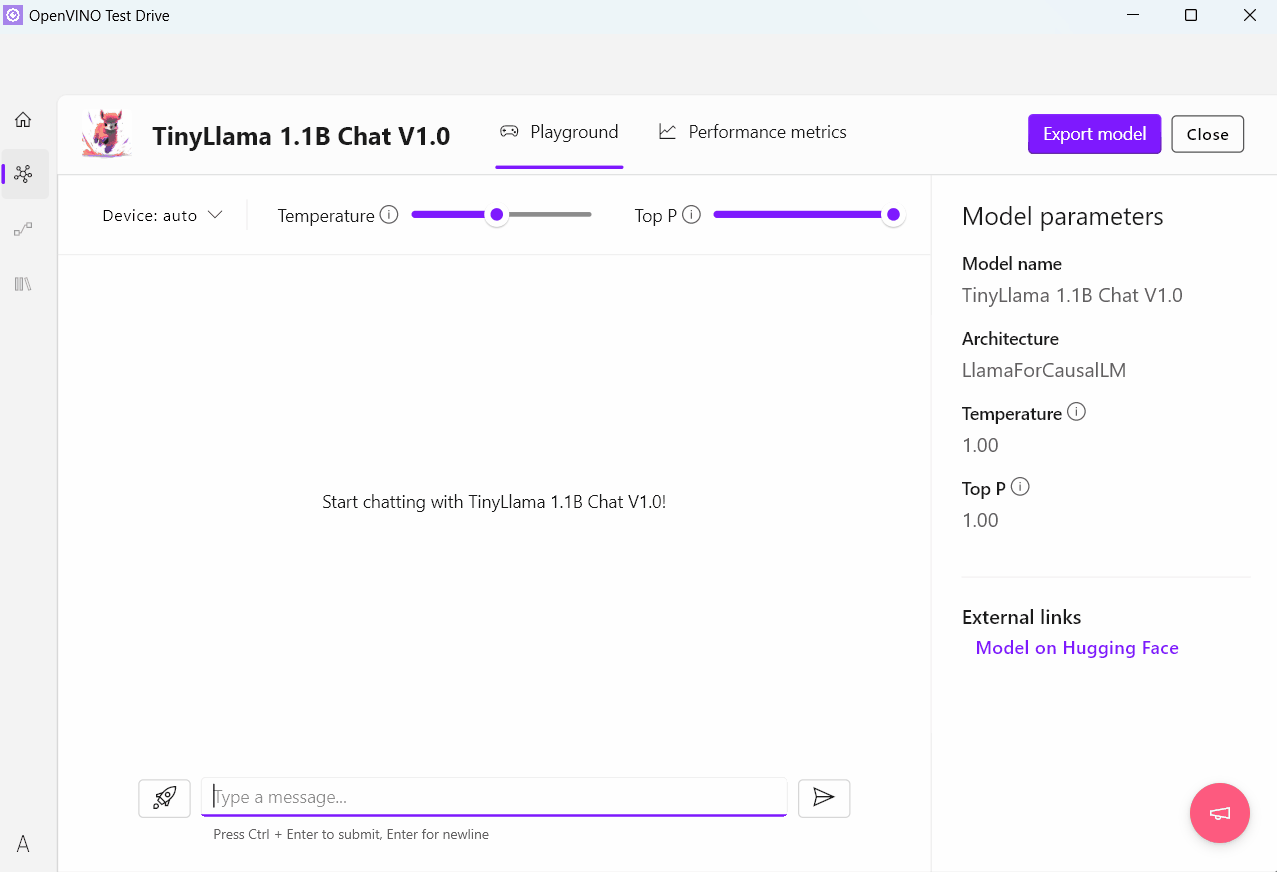 OpenVINO Test Drive
TinyLlama 1.1B Chat V1.0
Playground
Performance metrics
Export model
Close
Device: auto
Temperature
Top P
Start chatting with TinyLlama 1.1B Chat V1.0!
Type a message...
Press Ctrl + Enter to submit, Enter for newline
Model parameters
Model name
TinyLlama 1.1B Chat V1.0
Architecture
LlamaForCausalLM
Temperature
1.00
Top P
1.00
External links
Model on Hugging Face
A